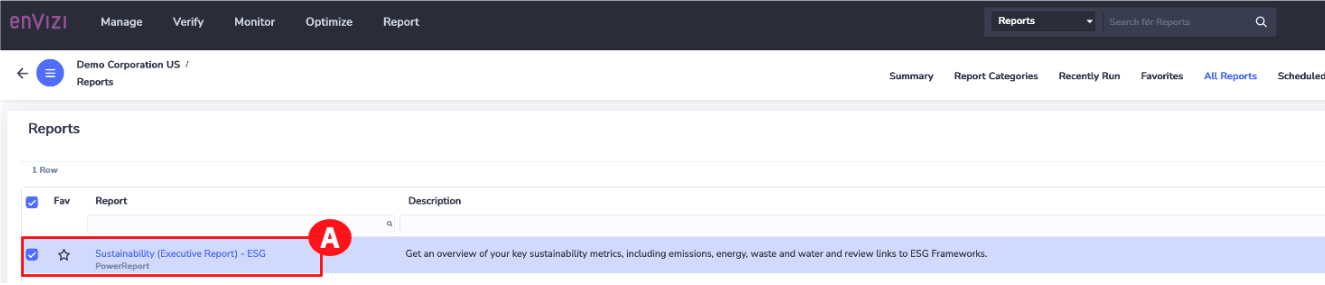 enVIZI Manage Verify Monitor Optimize Report Reports Search for Reports
Demo Corporation US /
Reports
Summary Report Categories Recently Run Favorites All Reports Scheduled
Reports
1 Row
Fav Report Description
A
Sustainability (Executive Report) - ESG Get an overview of your key sustainability metrics, including emissions, energy, waste and water and review links to ESG Frameworks.
PowerReport